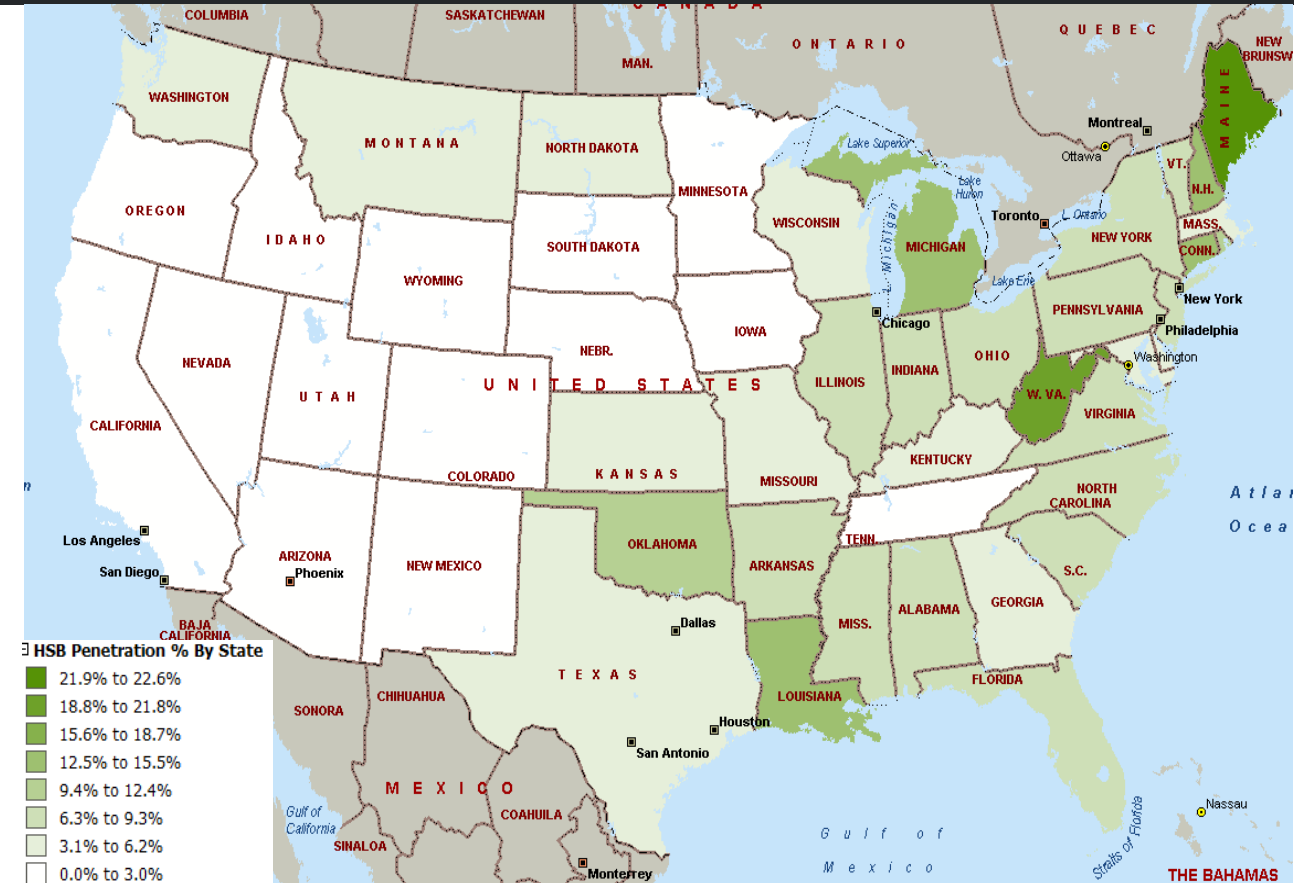 CANADA
COLUMBIA
SASKATCHEWAN
MAN.
ONTARIO
QUEBEC
NEW
BRUNSW
WASHINGTON
MONTANA
NORTH DAKOTA
MINNESOTA
Lake Superior
Lake
Huron
Montreal
Ottawa
MAINE
VT.
N.H.
OREGON
IDAHO
WYOMING
SOUTH DAKOTA
WISCONSIN
L. Michigan
MICHIGAN
Toronto
L. Ontario
NEW YORK
MASS.
CONN.
Lake Erie
New York
NEVADA
UTAH
NEBR.
IOWA
Chicago
PENNSYLVANIA
Philadelphia
UNITED STATES
ILLINOIS
INDIANA
OHIO
W. VA.
Washington
VIRGINIA
CALIFORNIA
COLORADO
KANSAS
MISSOURI
KENTUCKY
NORTH
CAROLINA
n
Atlan
Ocea
Los Angeles
San Diego
ARIZONA
Phoenix
NEW MEXICO
OKLAHOMA
ARKANSAS
TENN.
MISS.
ALABAMA
GEORGIA
S.C.
BAJA
CALIFORNIA
Dallas
TEXAS
LOUISIANA
FLORIDA
Houston
San Antonio
SONORA
CHIHUAHUA
MEXICO
COAHUILA
Gulf of
California
SINALOA
Monterrey
Gulf of
Mexico
Straits of Florida
Nassau
THE BAHAMAS
HSB Penetration % By State
21.9% to 22.6%
18.8% to 21.8%
15.6% to 18.7%
12.5% to 15.5%
9.4% to 12.4%
6.3% to 9.3%
3.1% to 6.2%
0.0% to 3.0%